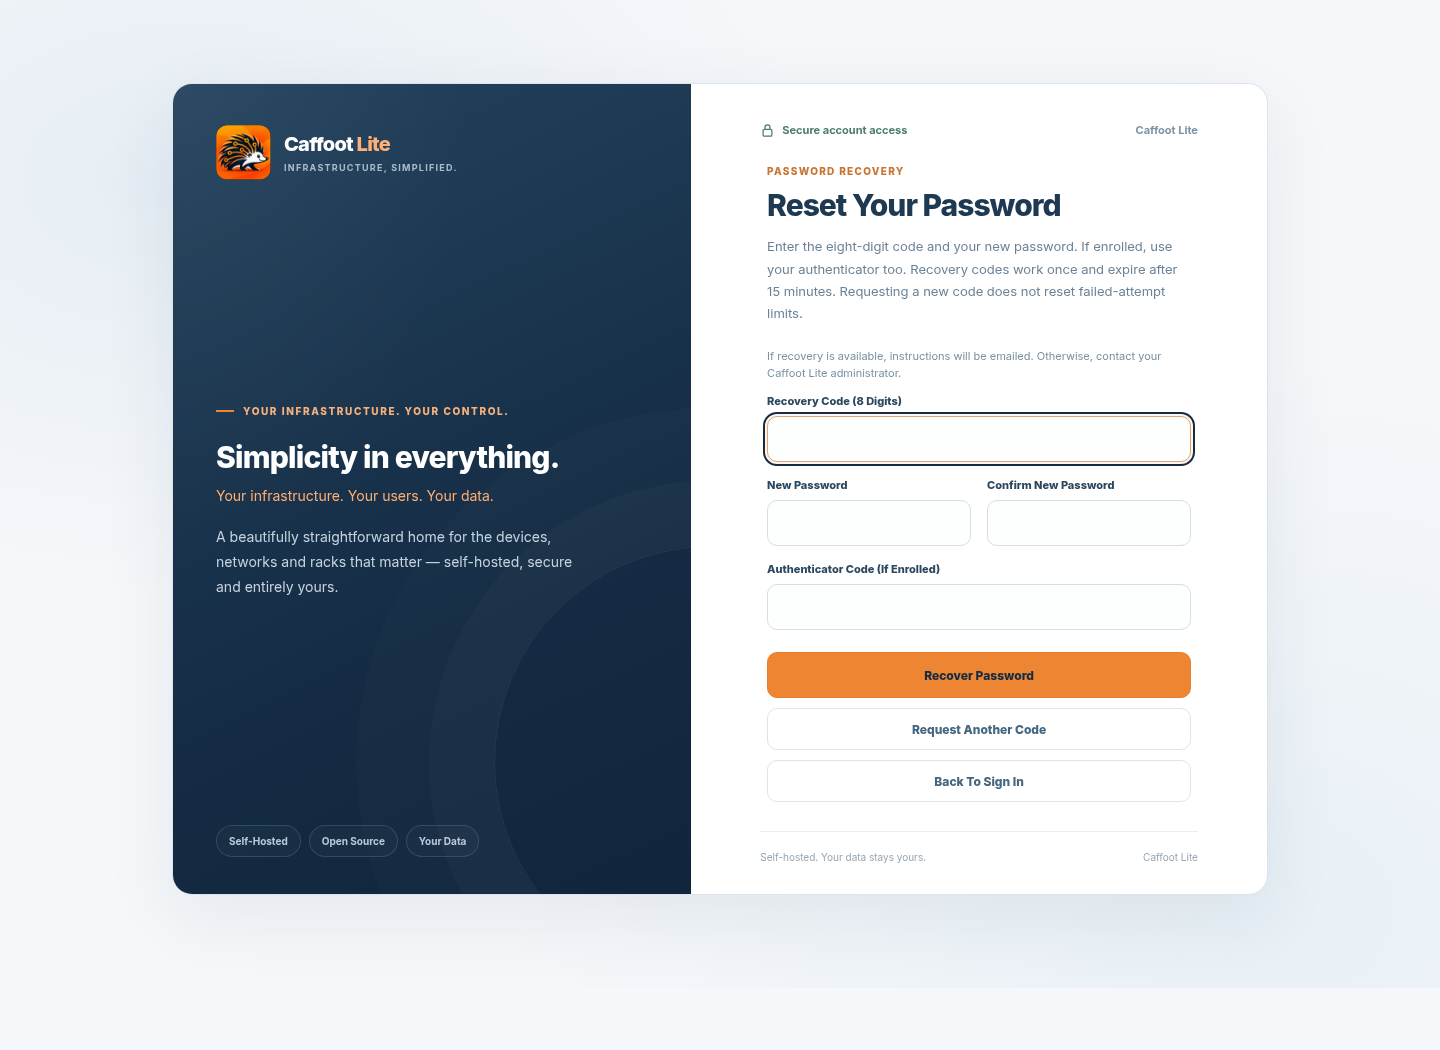 Caffoot Lite
INFRASTRUCTURE, SIMPLIFIED.
YOUR INFRASTRUCTURE. YOUR CONTROL.
Simplicity in everything.
Your infrastructure. Your users. Your data.
A beautifully straightforward home for the devices,
networks and racks that matter — self-hosted, secure
and entirely yours.
Self-Hosted
Open Source
Your Data
Secure account access
Caffoot Lite
PASSWORD RECOVERY
Reset Your Password
Enter the eight-digit code and your new password. If enrolled, use
your authenticator too. Recovery codes work once and expire after
15 minutes. Requesting a new code does not reset failed-attempt
limits.
If recovery is available, instructions will be emailed. Otherwise, contact your
Caffoot Lite administrator.
Recovery Code (8 Digits)
New Password
Confirm New Password
Authenticator Code (If Enrolled)
Recover Password
Request Another Code
Back To Sign In
Self-hosted. Your data stays yours.
Caffoot Lite